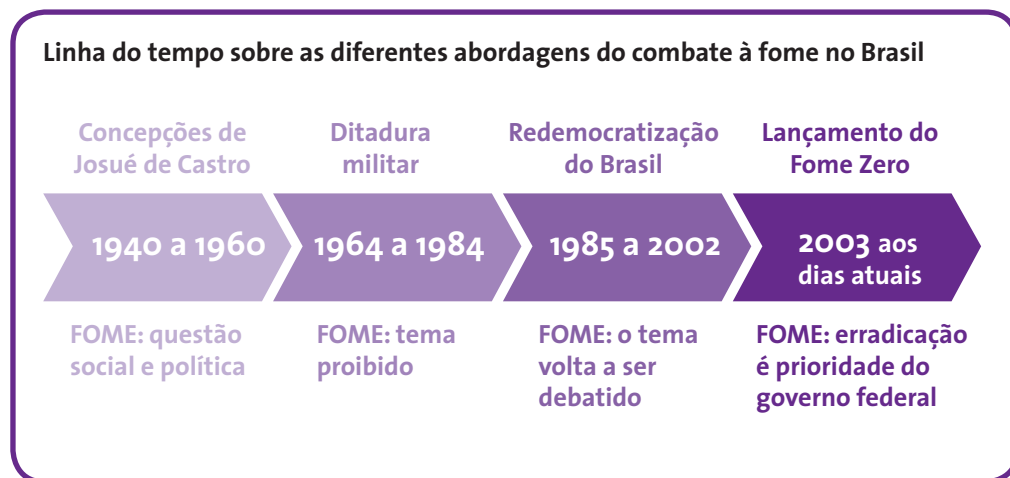 Linha do tempo sobre as diferentes abordagens do combate à fome no Brasil
Concepções de
Josué de Castro
1940 a 1960
FOME: questão
social e política
Ditadura
militar
1964 a 1984
FOME: tema
proibido
Redemocratização
do Brasil
1985 a 2002
FOME: o tema
volta a ser
debatido
Lançamento do
Fome Zero
2003 aos
dias atuais
FOME: erradicação
é prioridade do
governo federal